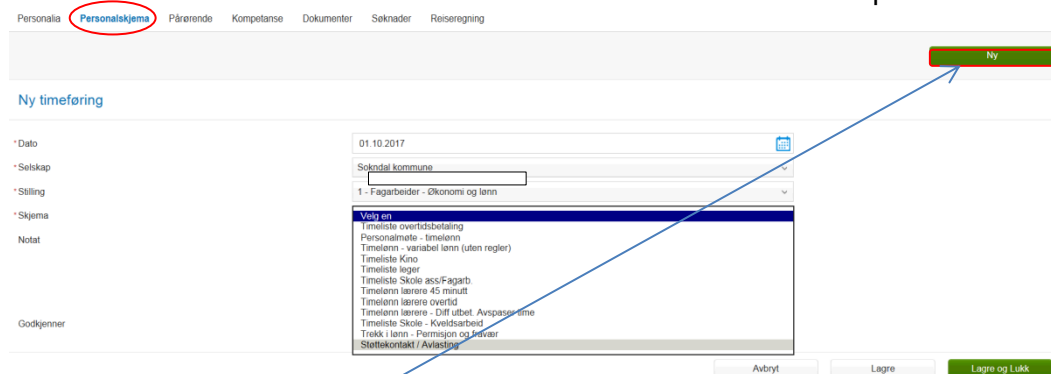 Personalia Personalskjema Pårørende Kompetanse Dokumenter Søknader Reiseregning
Ny
Ny timeføring
*Dato 01.10.2017
*Selskap Sokndal kommune
*Stilling 1 - Fagarbeider - Økonomi og lønn
*Skjema Velg en
Timeliste overtidsbetaling
Notat Personalmøte - timelønn
Timelønn - variabel lønn (uten regler)
Timeliste Kino
Timeliste leger
Timeliste Skole ass/Fagarb.
Timelønn lærere 45 minutt
Timelønn lærere overtid
Timelønn lærere - Diff utbet. Avspaser time
Godkjenner Timeliste Skole - Kveldsarbeid
Trekk i lønn - Permisjon og fravær
Støttekontakt / Avlasting
Avbryt Lagre Lagre og Lukk